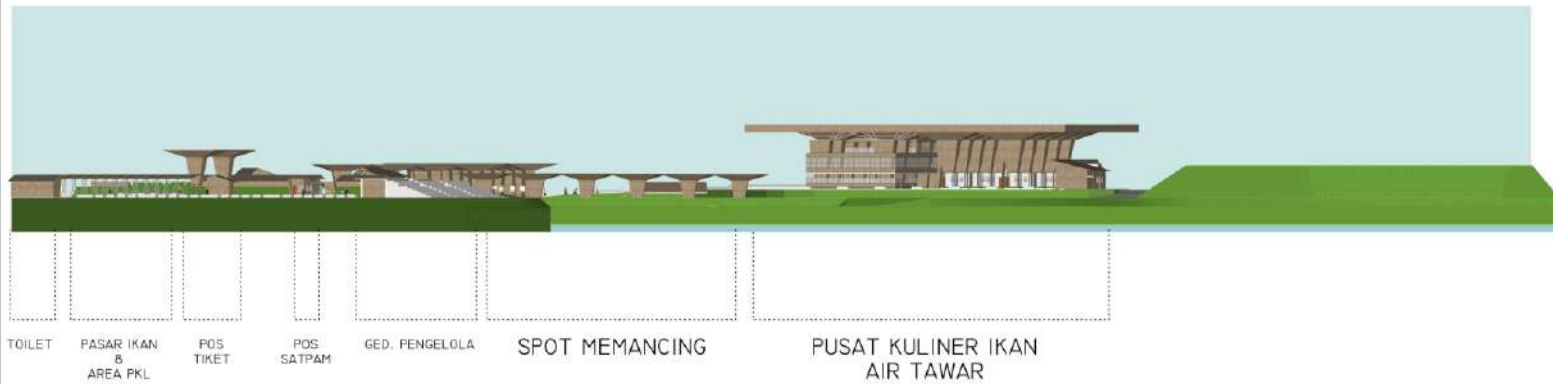 TOILET
PASAR IKAN
&
AREA PKL
POS
TIKET
POS
SATPAM
GED. PENGELOLA
SPOT MEMANCING
PUSAT KULINER IKAN
AIR TAWAR